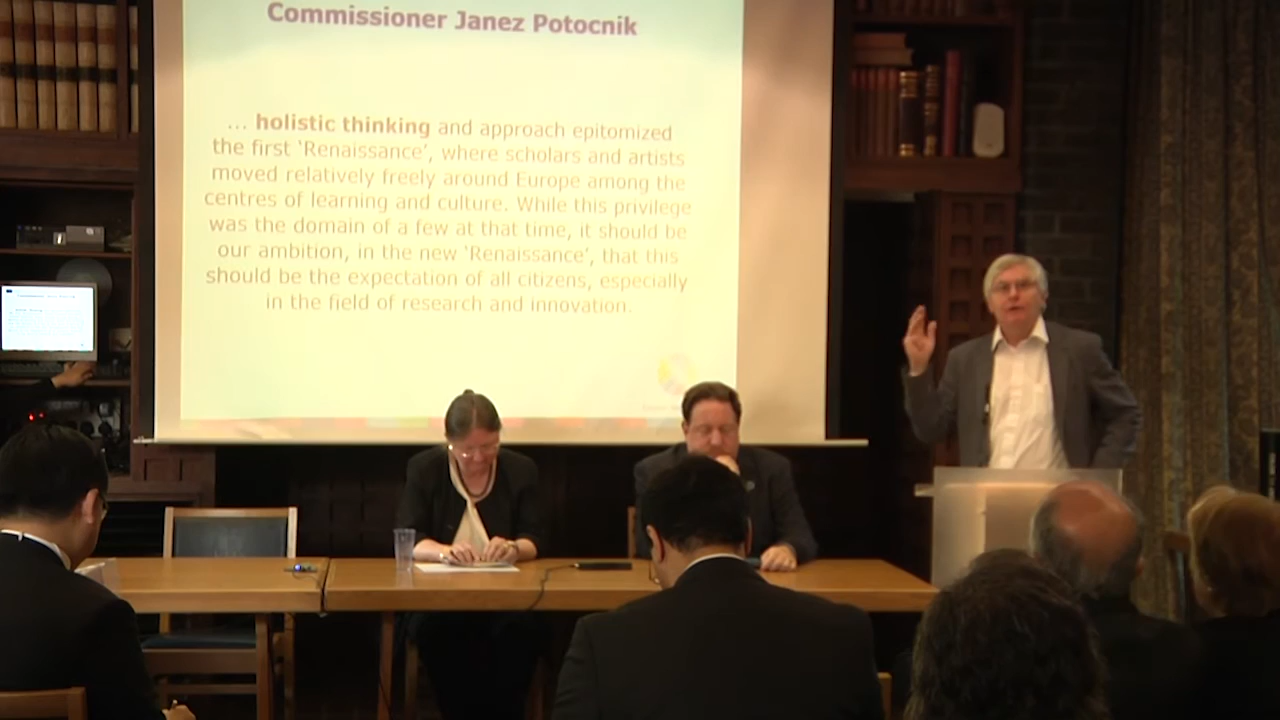 Commissioner Janez Potocnik
... holistic thinking and approach epitomized
the first ‘Renaissance’, where scholars and artists
moved relatively freely around Europe among the
centres of learning and culture. While this privilege
was the domain of a few at that time, it should be
our ambition, in the new ‘Renaissance’, that this
should be the expectation of all citizens, especially
in the field of research and innovation.